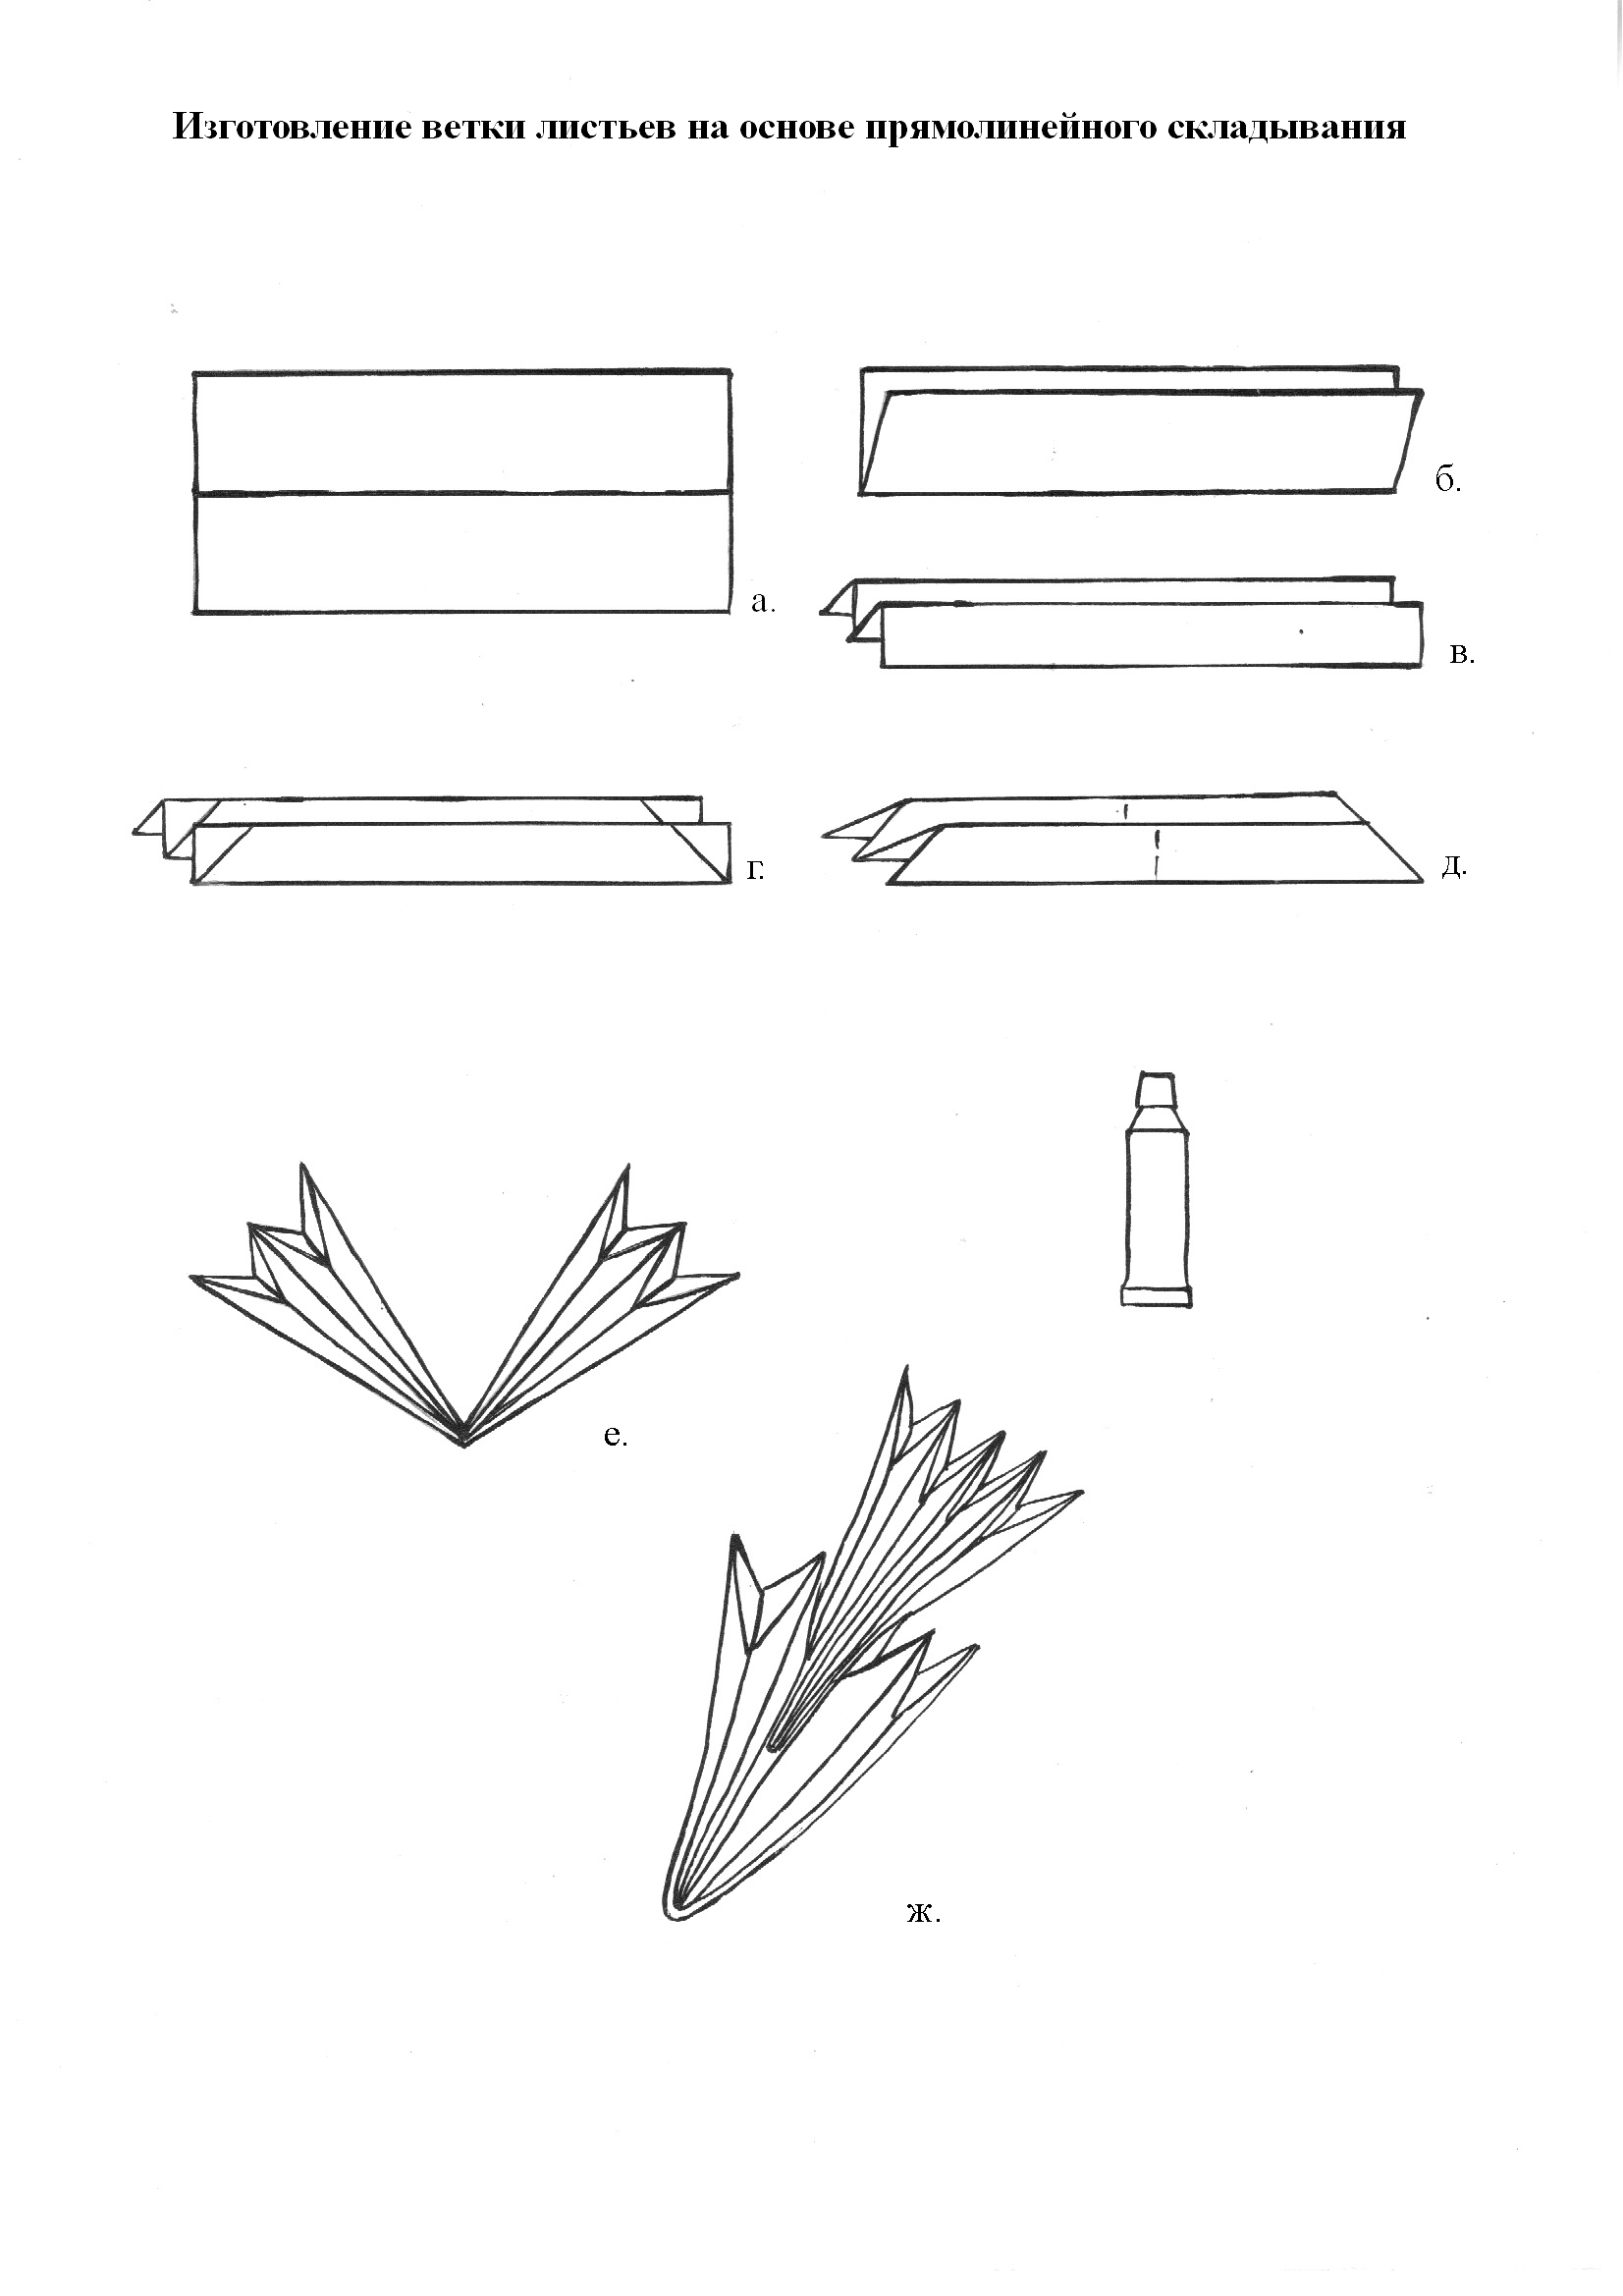 Изготовление ветки листьев на основе прямолинейного складывания
а.
б.
в.
г.
д.
е.
ж.